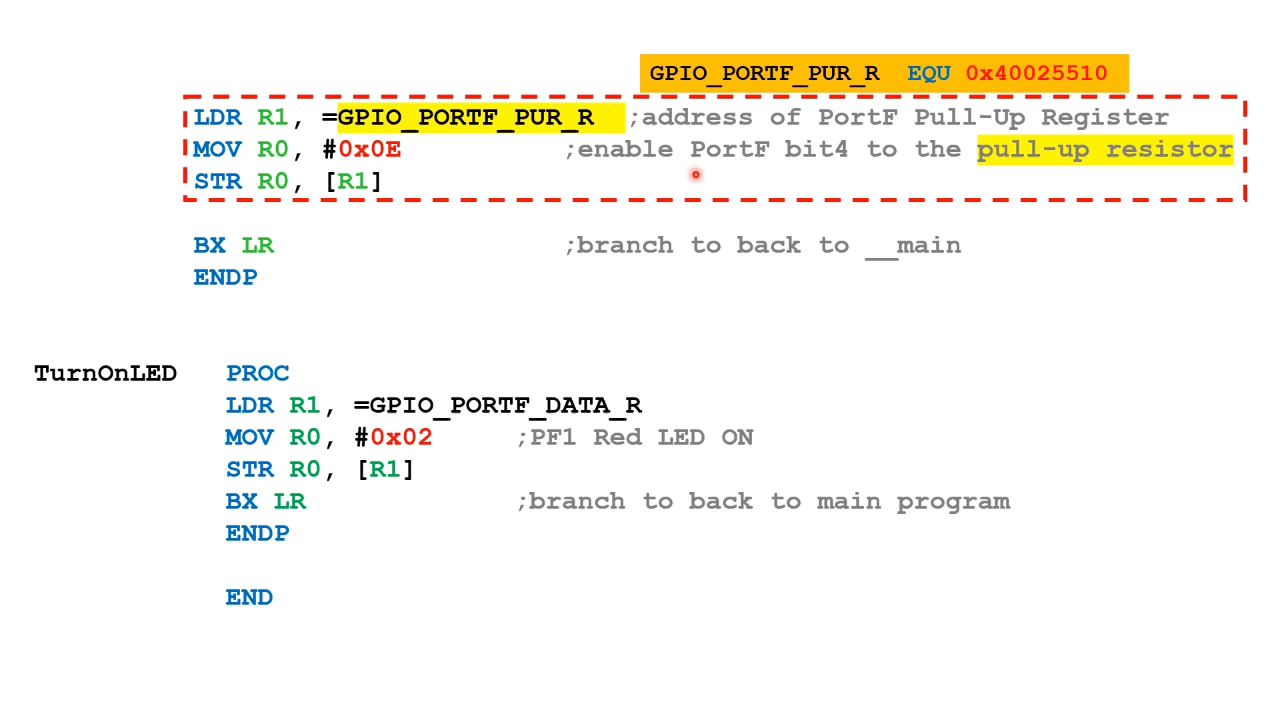 GPIO_PORTF_PUR_R EQU 0x40025510
LDR R1, =GPIO_PORTF_PUR_R ;address of PortF Pull-Up Register
MOV R0, #0x0E ;enable PortF bit4 to the pull-up resistor
STR R0, [R1]
BX LR ;branch to back to __main
ENDP
TurnOnLED PROC
LDR R1, =GPIO_PORTF_DATA_R
MOV R0, #0x02 ;PF1 Red LED ON
STR R0, [R1]
BX LR ;branch to back to main program
ENDP
END